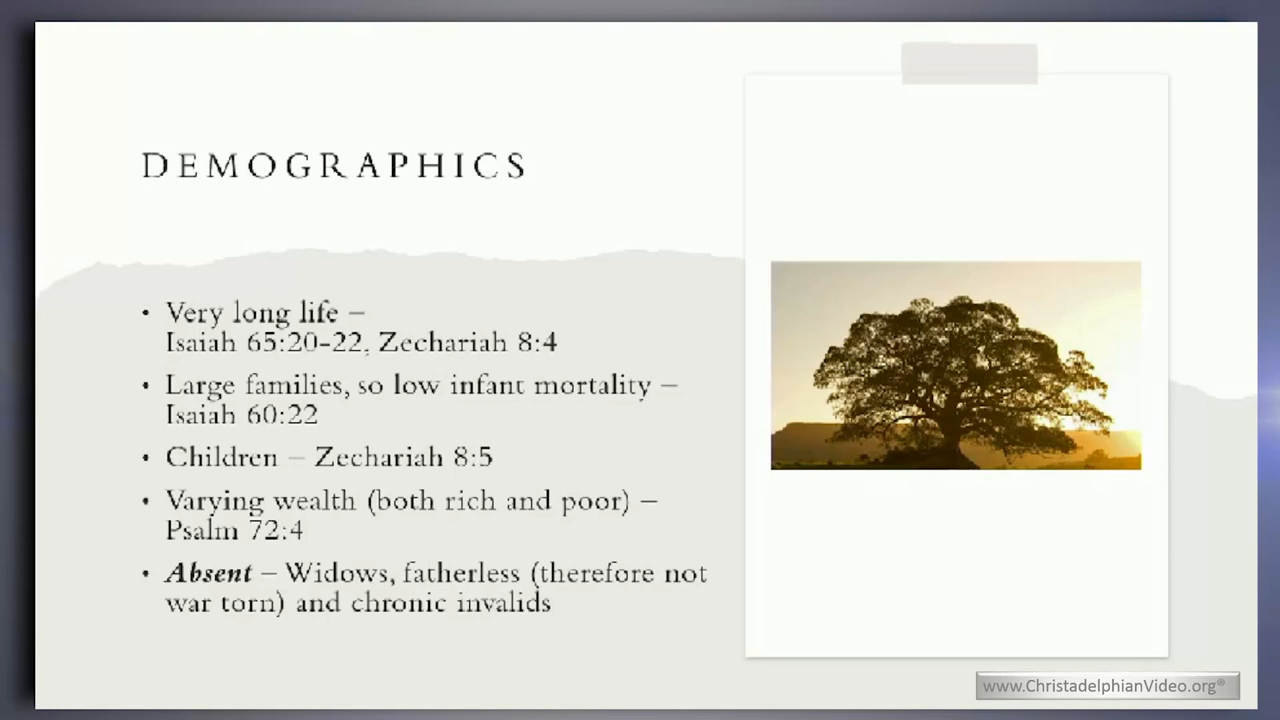 DEMOGRAPHICS
• Very long life –
Isaiah 65:20-22, Zechariah 8:4
• Large families, so low infant mortality –
Isaiah 60:22
• Children – Zechariah 8:5
• Varying wealth (both rich and poor) –
Psalm 72:4
• Absent – Widows, fatherless (therefore not
war torn) and chronic invalids
www.ChristadelphianVideo.org®